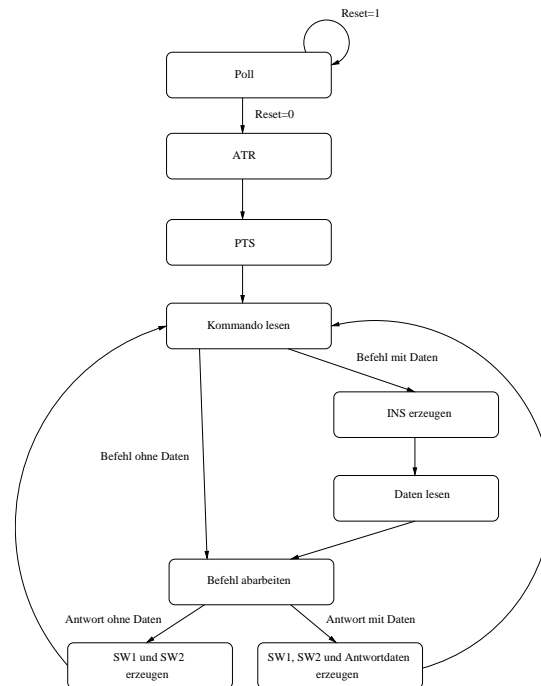 Reset=1
Poll
Reset=0
ATR
PTS
Kommando lesen
Befehl mit Daten
INS erzeugen
Befehl ohne Daten
Daten lesen
Befehl abarbeiten
Antwort ohne Daten
Antwort mit Daten
SW1 und SW2
erzeugen
SW1, SW2 und Antwortdaten
erzeugen